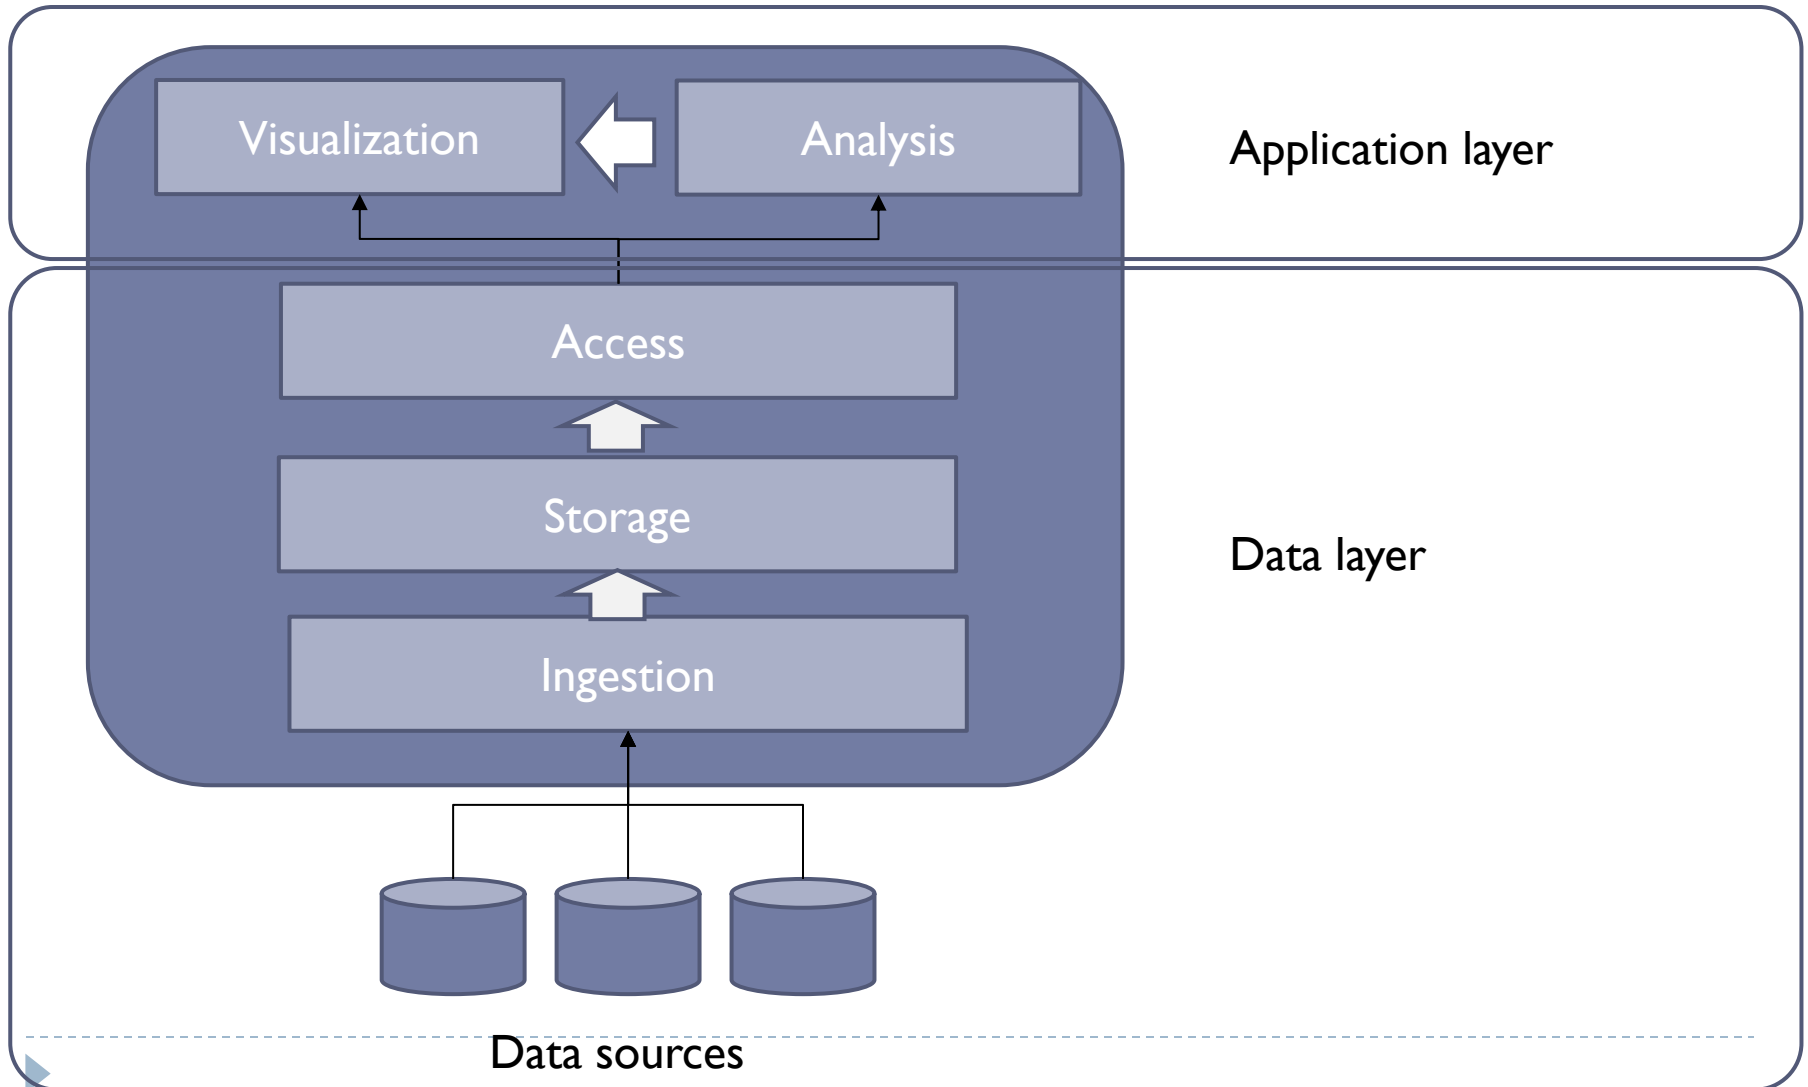 Visualization
Analysis
Application layer
Access
Storage
Data layer
Ingestion
Data sources